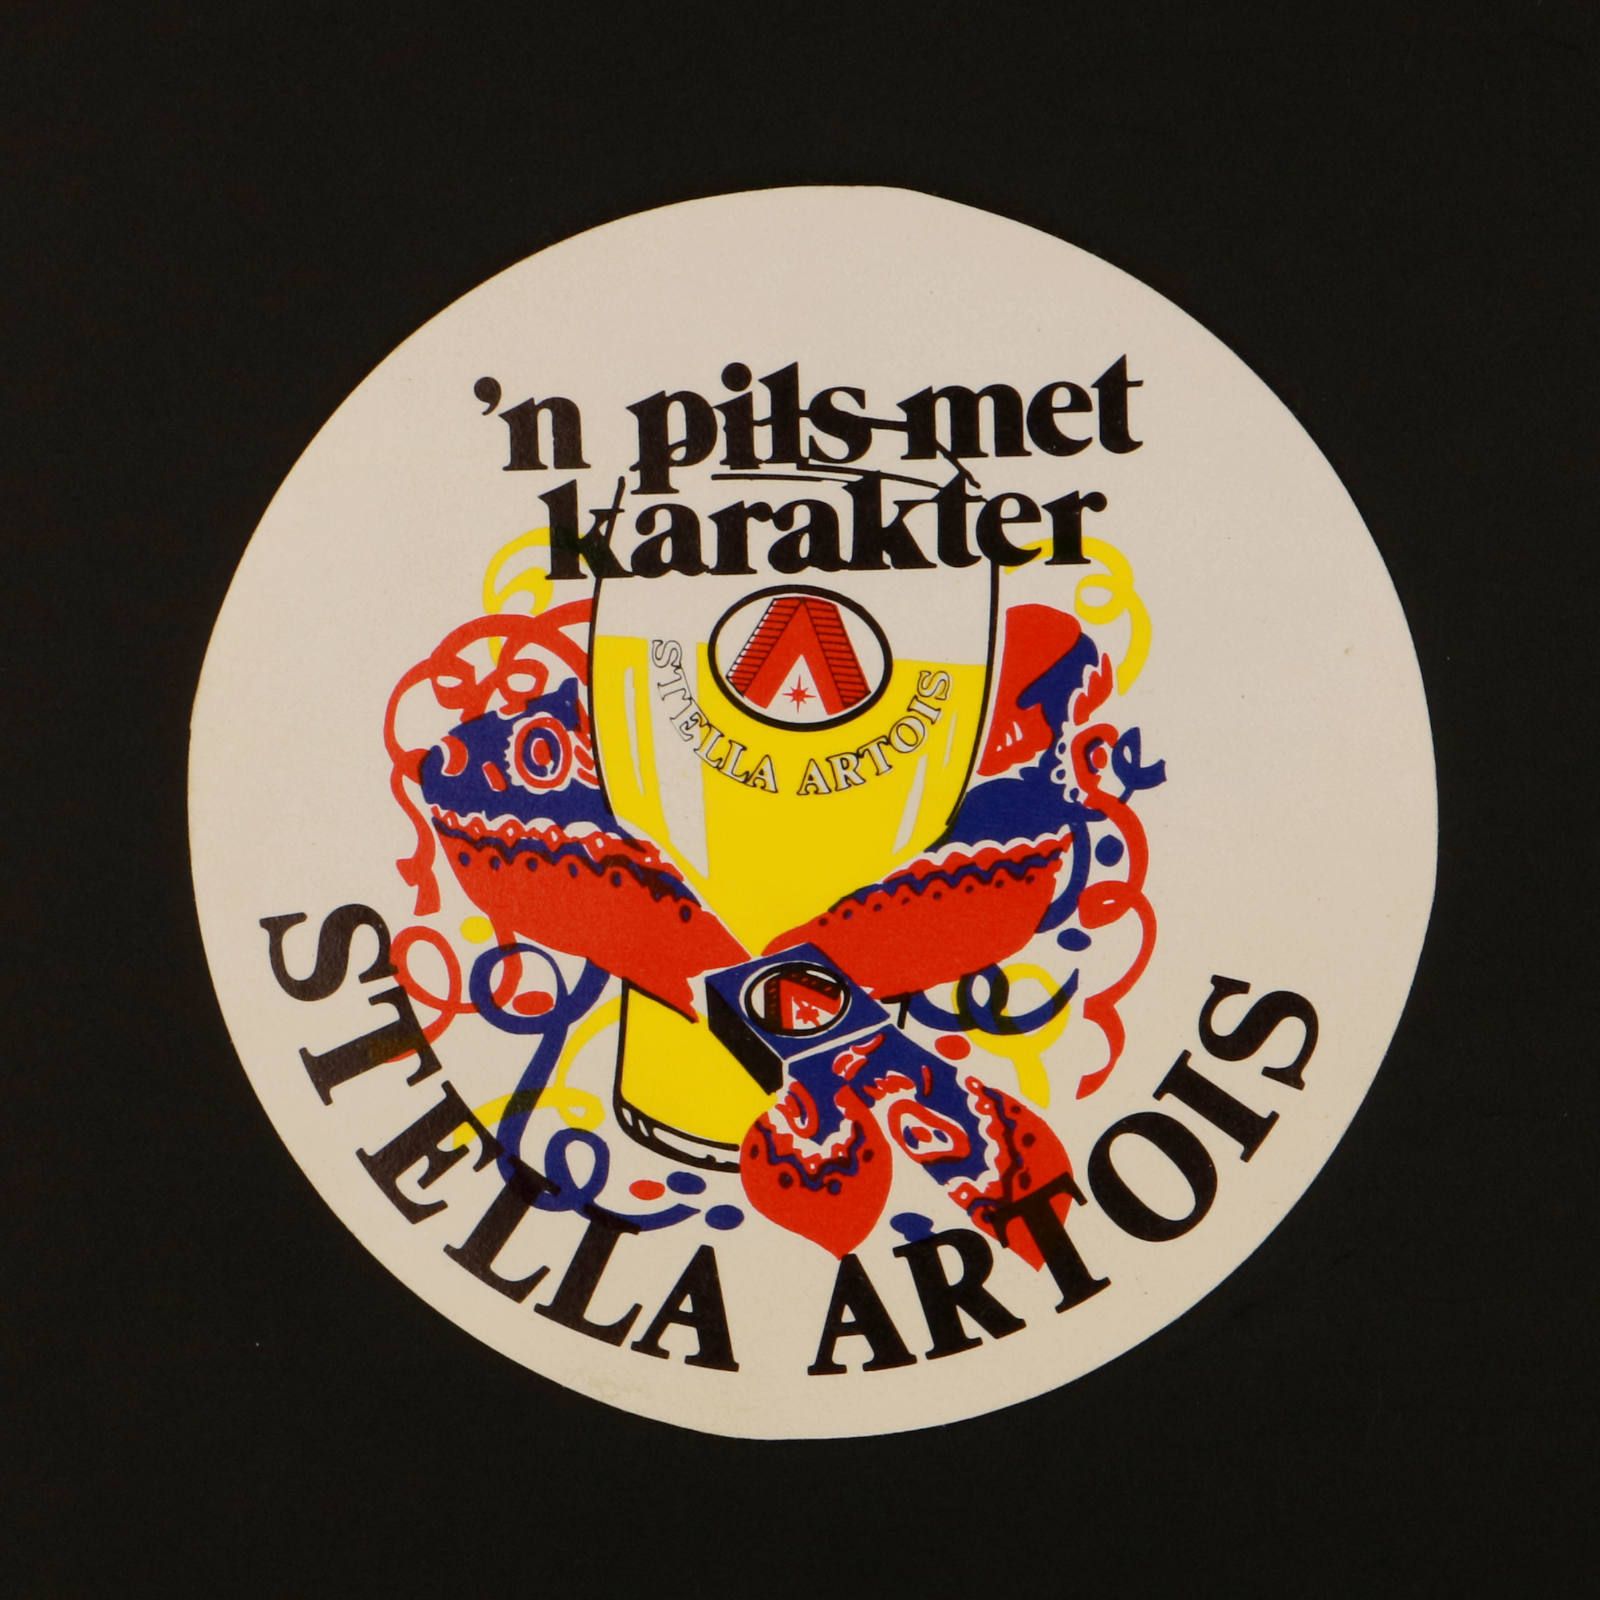 'n pils met
karakter
STELLA ARTOIS
STELLA ARTOIS